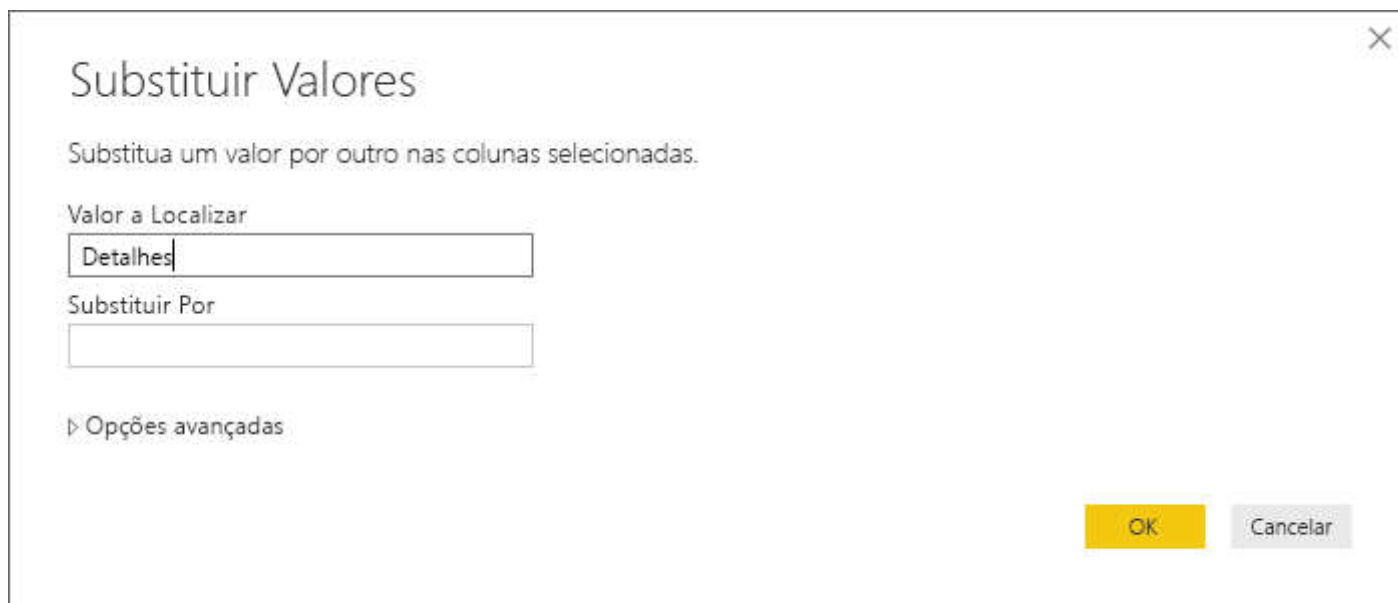 Substituir Valores
Substitua um valor por outro nas colunas selecionadas.
Valor a Localizar
Detalhes
Substituir Por
Opções avançadas
OK
Cancelar